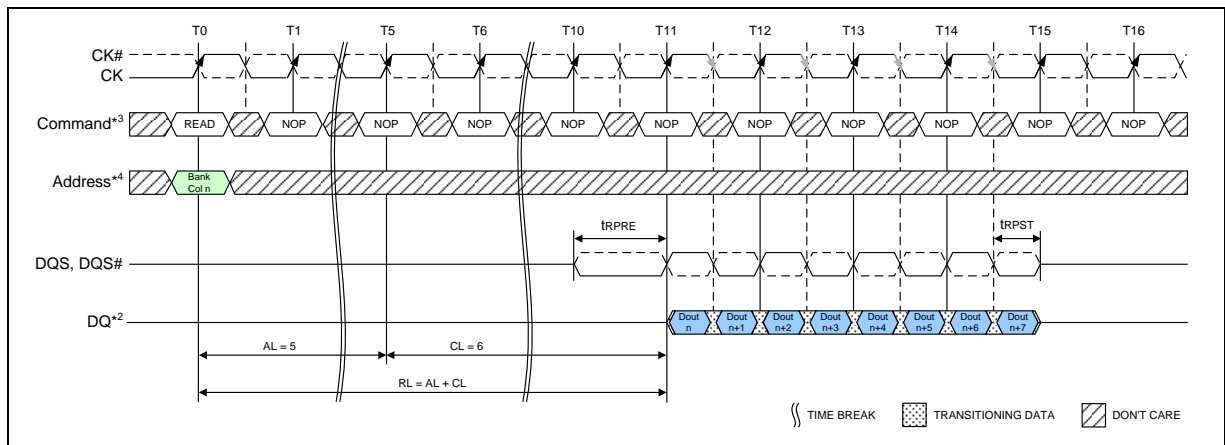 T0 T1 T5 T6 T10 T11 T12 T13 T14 T15 T16
CK#
CK
Command*3 READ NOP NOP NOP NOP NOP NOP NOP NOP NOP NOP
Address*4 Bank
Col n
tRPRE tRPST
DQS, DQS#
DQ*2 Dout n Dout n+1 Dout n+2 Dout n+3 Dout n+4 Dout n+5 Dout n+6 Dout n+7
AL = 5 CL = 6
RL = AL + CL
TIME BREAK TRANSITIONING DATA DON'T CARE